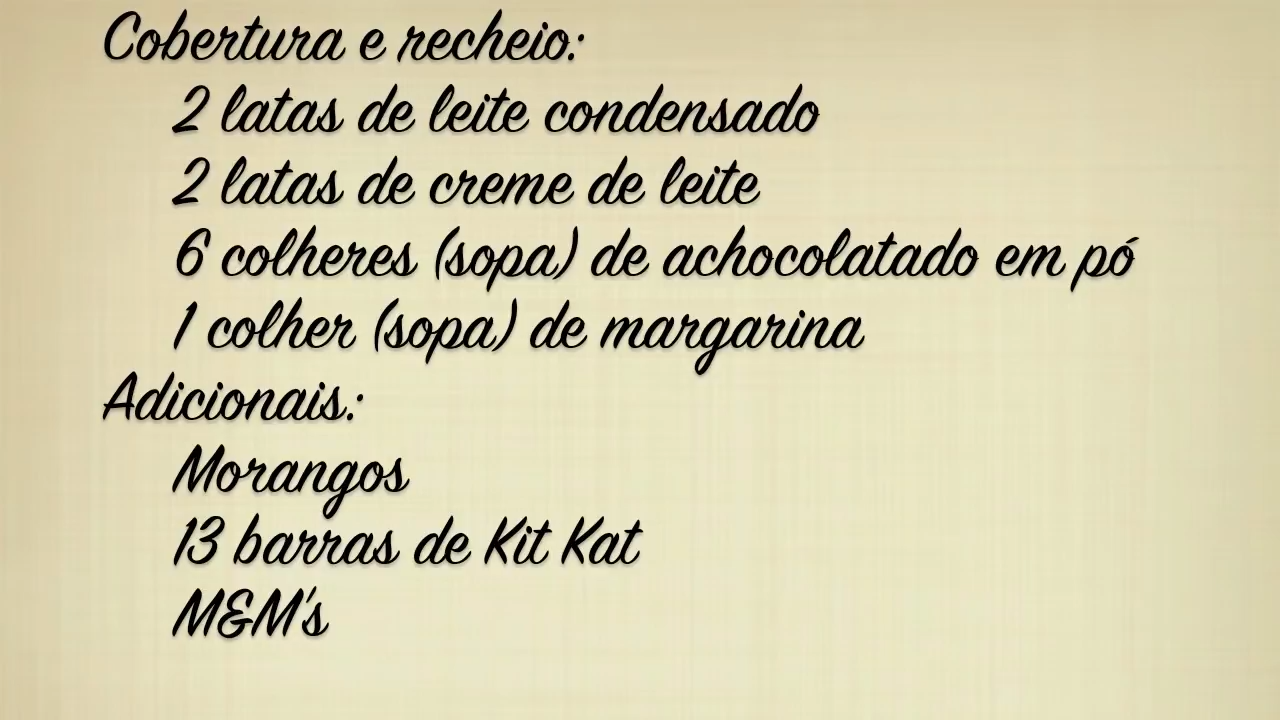 Cobertura e recheio:
2 latas de leite condensado
2 latas de creme de leite
6 colheres (sopa) de achocolatado em pó
1 colher (sopa) de margarina
Adicionais:
Morangos
13 barras de Kit Kat
M&M's